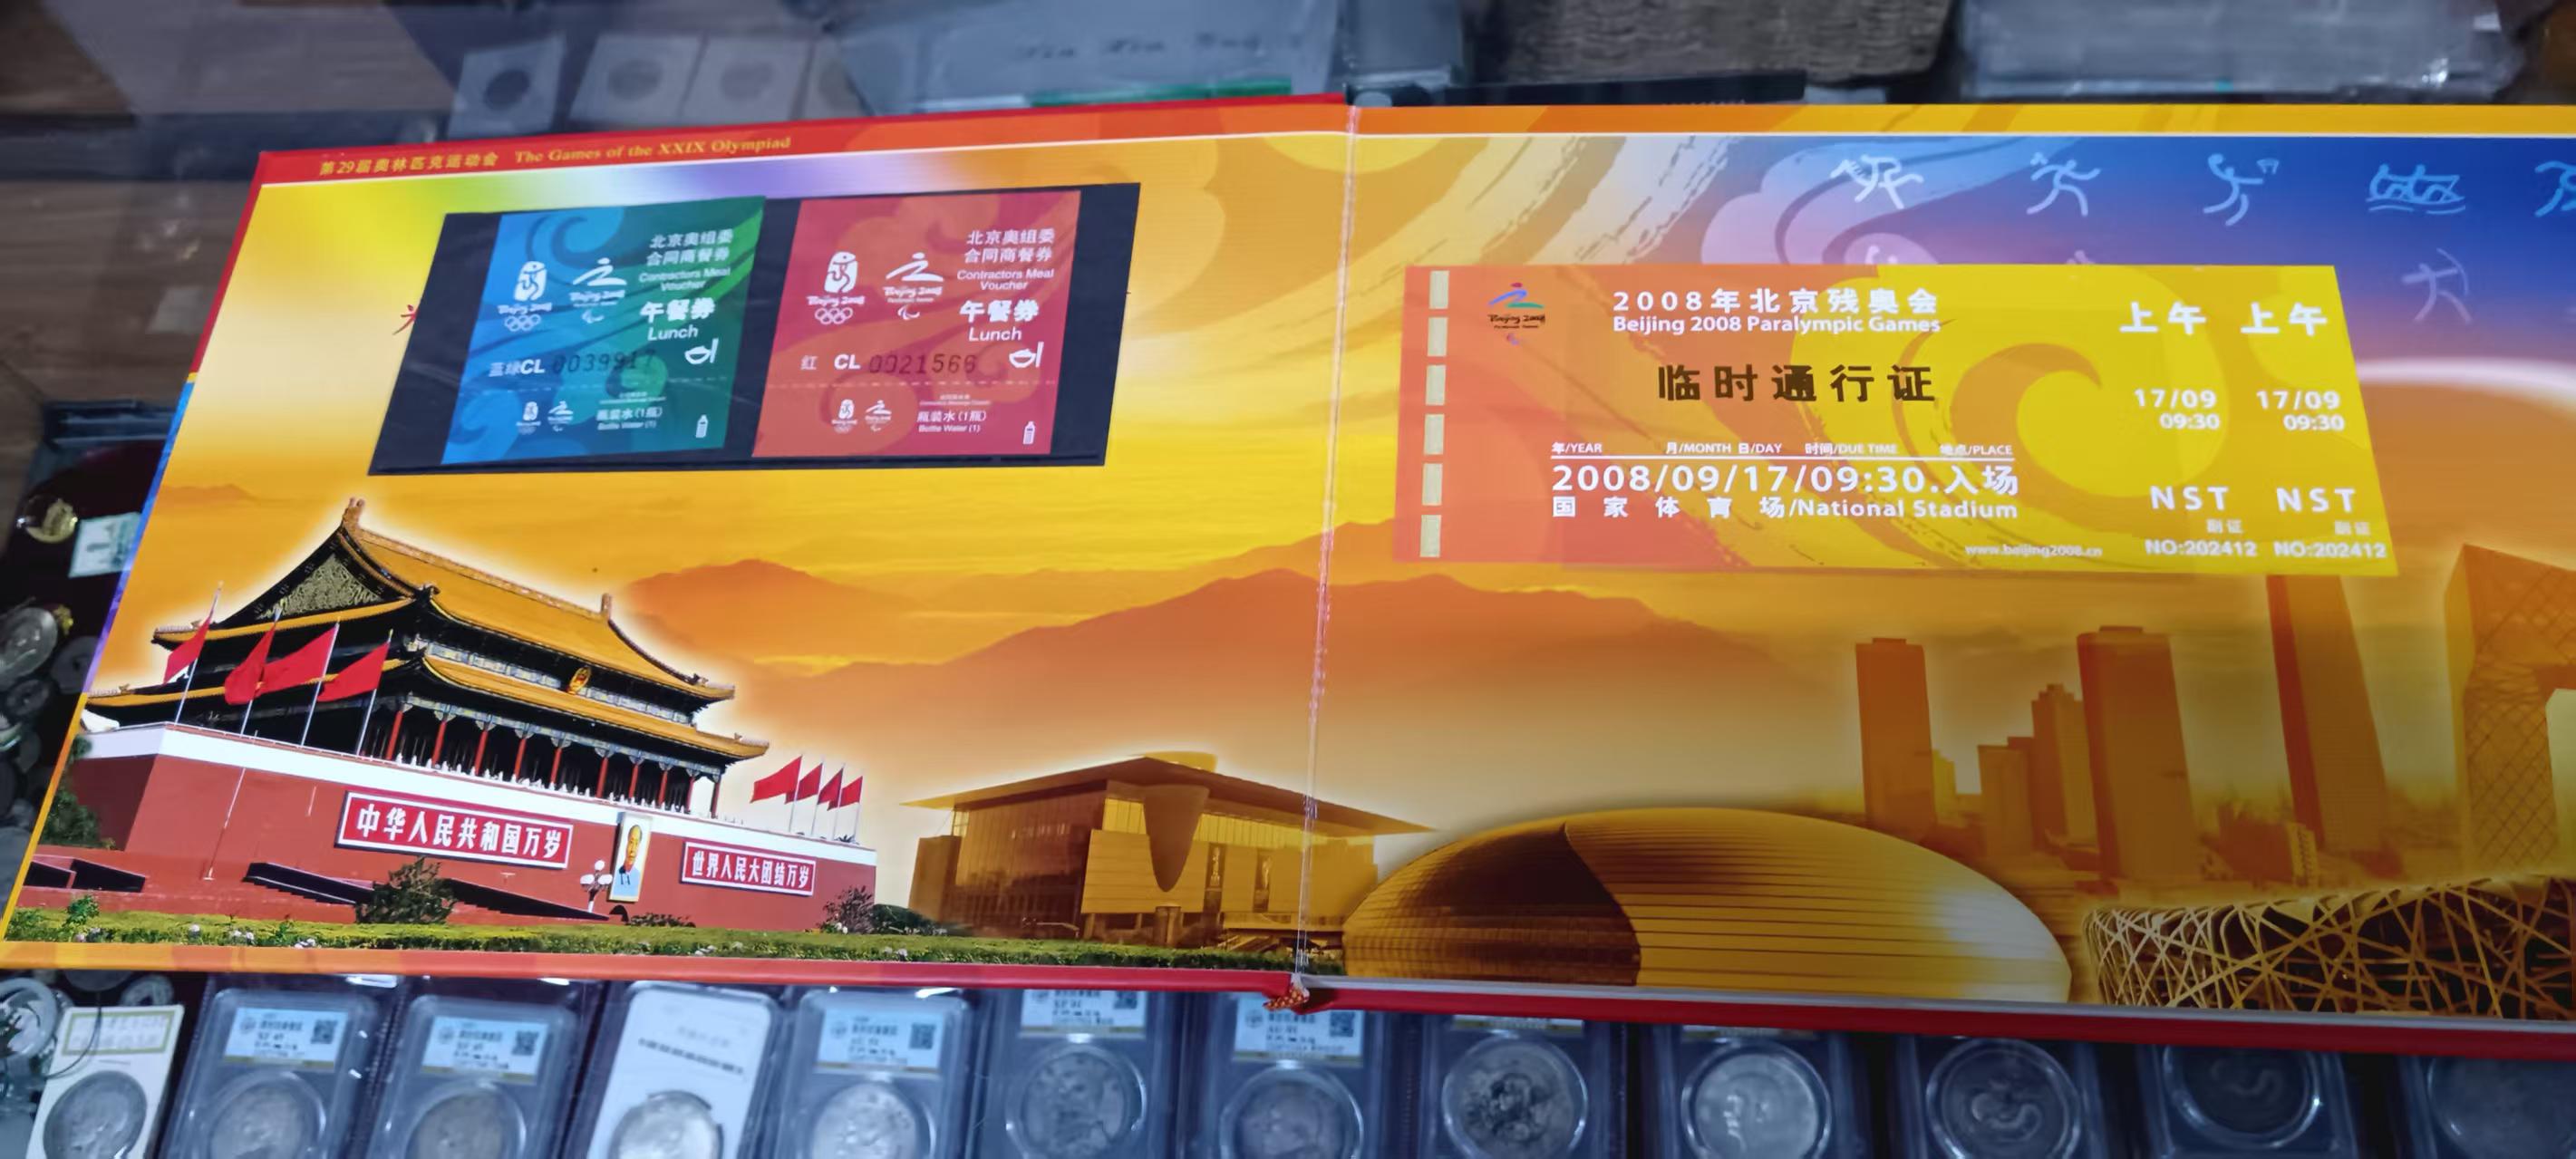 第29届奥林匹克运动会 The Games of the XXIX Olympiad
北京奥组委
合同商餐券
Contractors Meal
Voucher
午餐券
Lunch
Beijing 2008
蓝绿CL 0039917
瓶装水(1瓶)
Bottle Water (1)
北京奥组委
合同商餐券
Contractors Meal
Voucher
午餐券
Lunch
Beijing 2008
红 CL 0021566
瓶装水(1瓶)
Bottle Water (1)
中华人民共和国万岁
世界人民大团结万岁
Beijing 2008
2008年北京残奥会
Beijing 2008 Paralympic Games
临时通行证
年/YEAR 月/MONTH 日/DAY 时间/DUE TIME 地点/PLACE
2008/09/17/09:30.入场
国家体育场/National Stadium
www.beijing2008.cn
上午 上午
17/09 17/09
09:30 09:30
NST NST
副证 副证
NO:202412 NO:202412